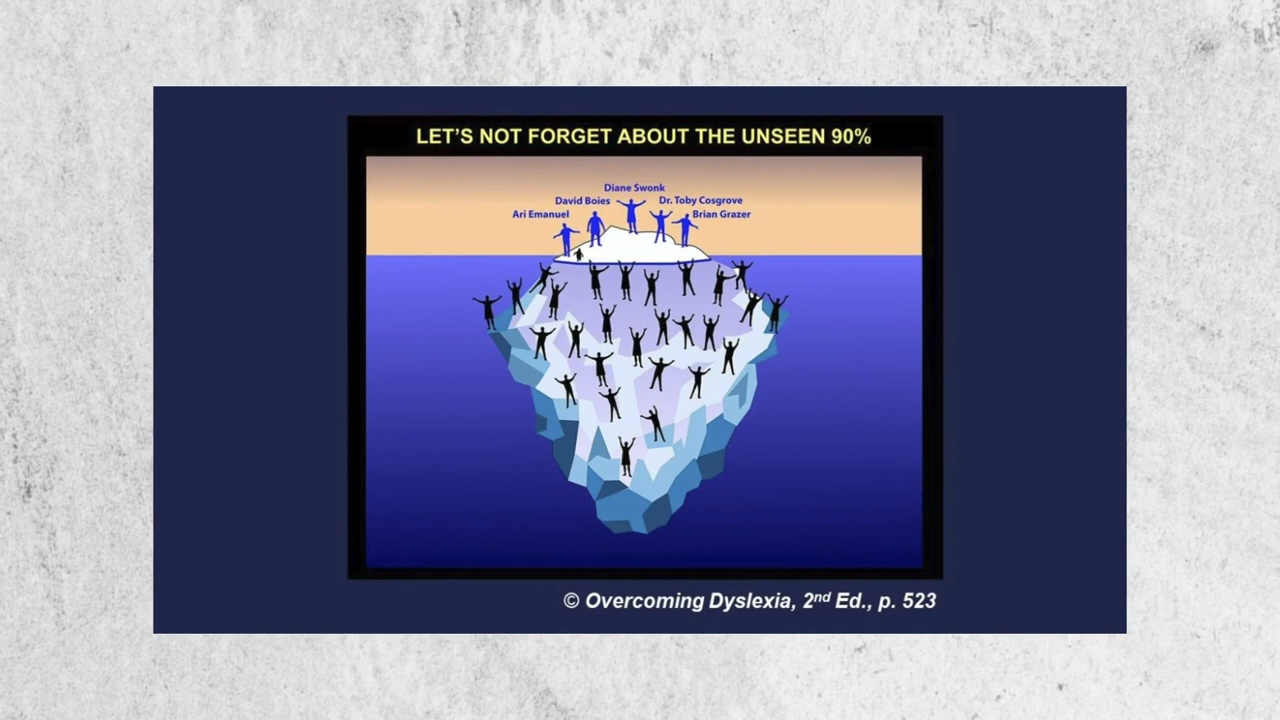 LET'S NOT FORGET ABOUT THE UNSEEN 90%
Diane Swonk
David Boies
Dr. Toby Cosgrove
Ari Emanuel
Brian Grazer
© Overcoming Dyslexia, 2nd Ed., p. 523